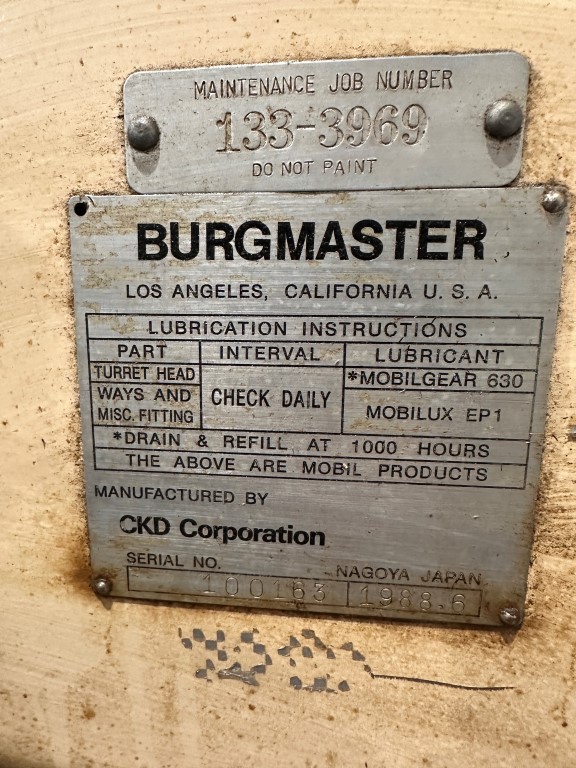 MAINTENANCE JOB NUMBER
133-3969
DO NOT PAINT
BURGMASTER
LOS ANGELES, CALIFORNIA U. S. A.
LUBRICATION INSTRUCTIONS
PART INTERVAL LUBRICANT
TURRET HEAD CHECK DAILY *MOBILGEAR 630
WAYS AND MISC. FITTING MOBILUX EP1
*DRAIN & REFILL AT 1000 HOURS
THE ABOVE ARE MOBIL PRODUCTS
MANUFACTURED BY
CKD Corporation
SERIAL NO. NAGOYA JAPAN
100163 1988.6